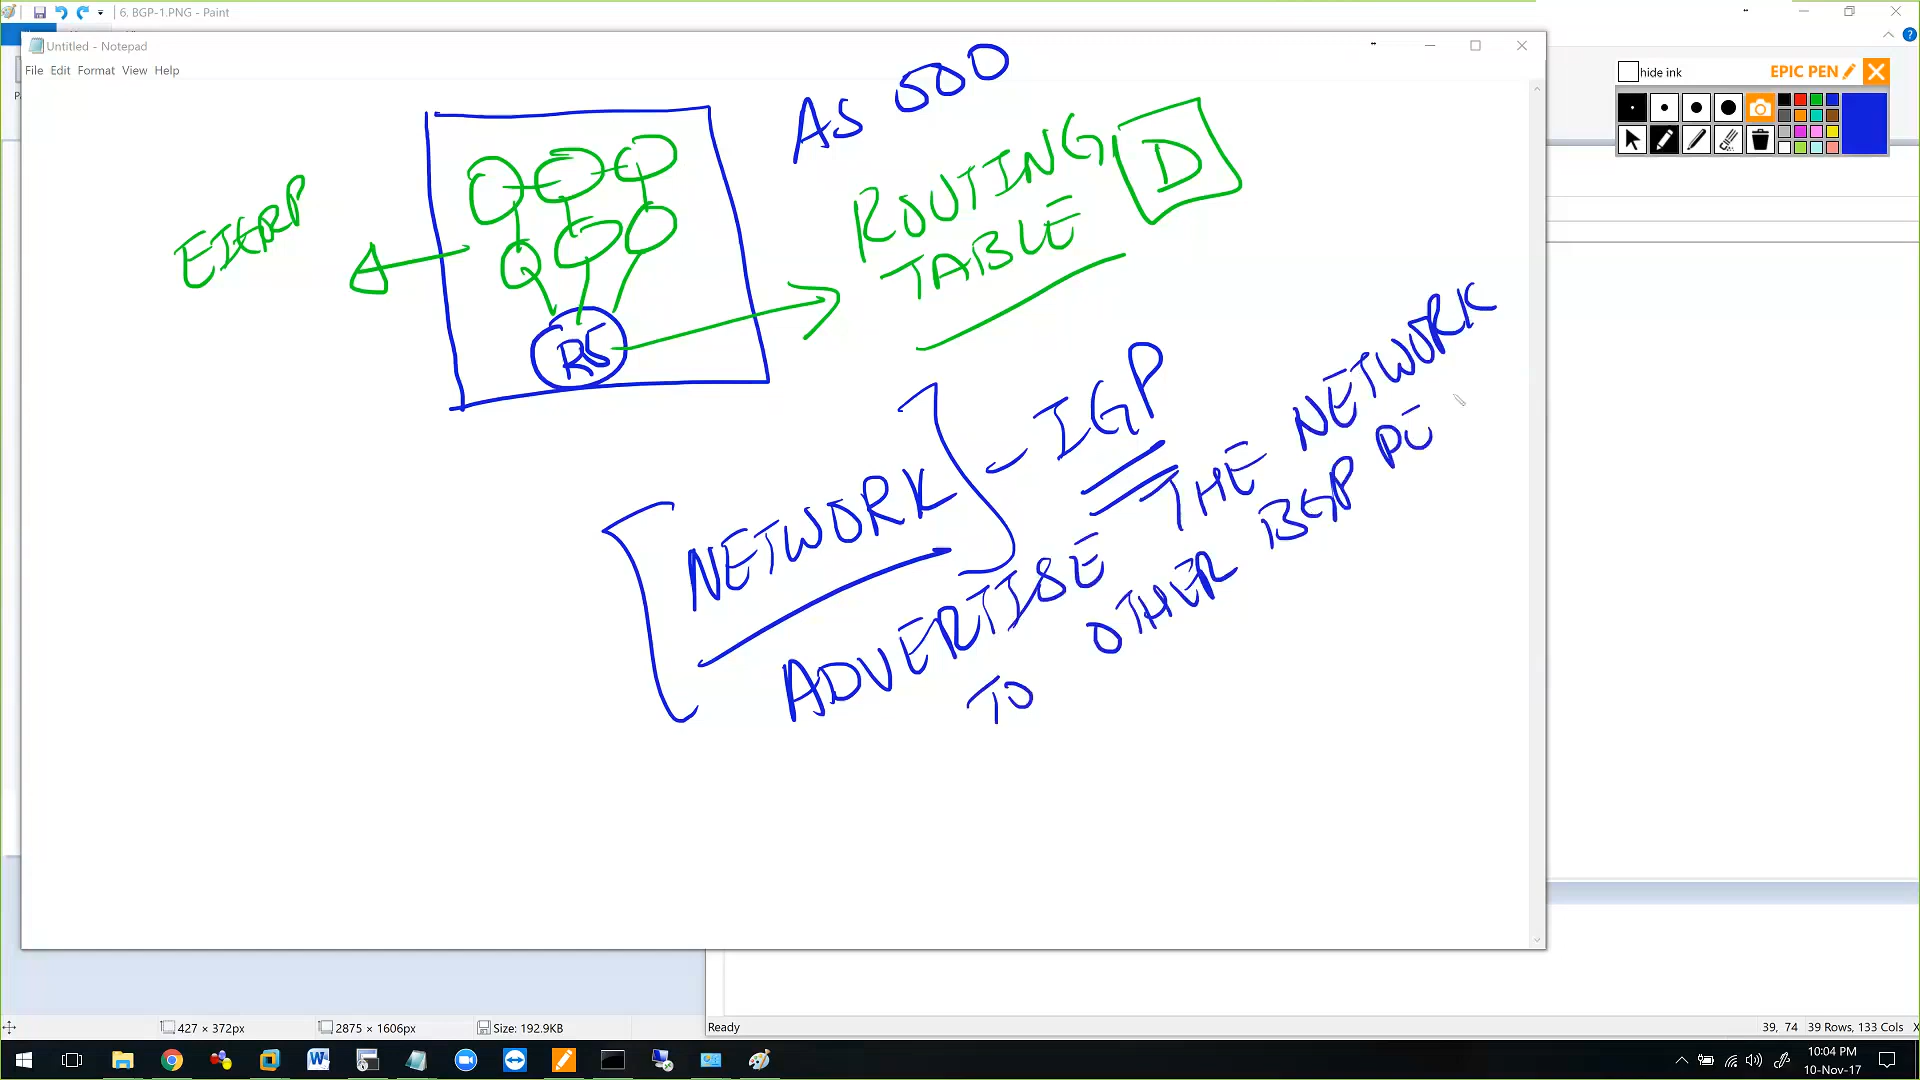 6. BGP-1.PNG - Paint
Untitled - Notepad
File Edit Format View Help
hide ink
EPIC PEN
AS 500
ROUTING
TABLE
D
EIGRP
R5
IGP
NETWORK
ADVERTISE THE NETWORK
TO OTHER BGP PE
427 × 372px
2875 × 1606px
Size: 192.9KB
Ready
39, 74
39 Rows, 133 Cols
10:04 PM
10-Nov-17